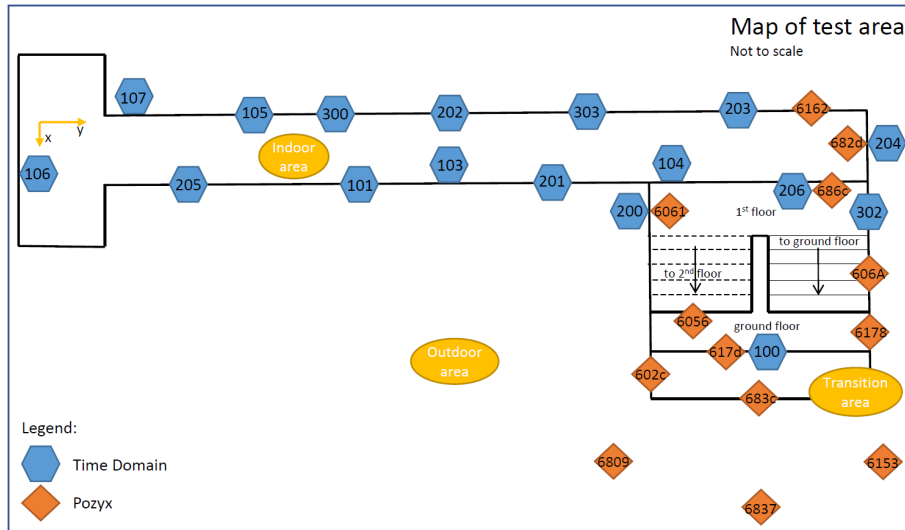 Map of test area
Not to scale
107
105
300
202
303
203
6162
682d
204
y
x
Indoor
area
106
205
101
103
201
104
206
686c
200
6061
1st floor
302
to ground floor
to 2nd floor
606A
6056
ground floor
6178
617d
100
Outdoor
area
602c
683c
Transition
area
Legend:
Time Domain
Pozyx
6809
6153
6837